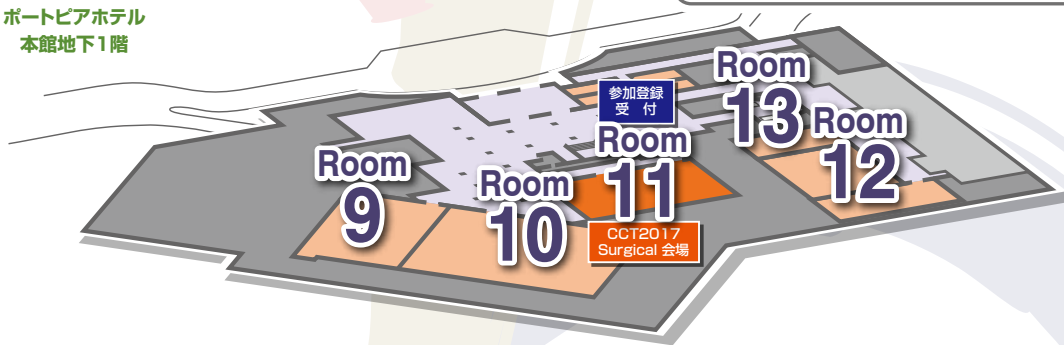 ポートピアホテル
本館地下1階
参加登録
受 付
Room
13
Room
12
Room
11
Room
9
Room
10
CCT2017
Surgical 会場